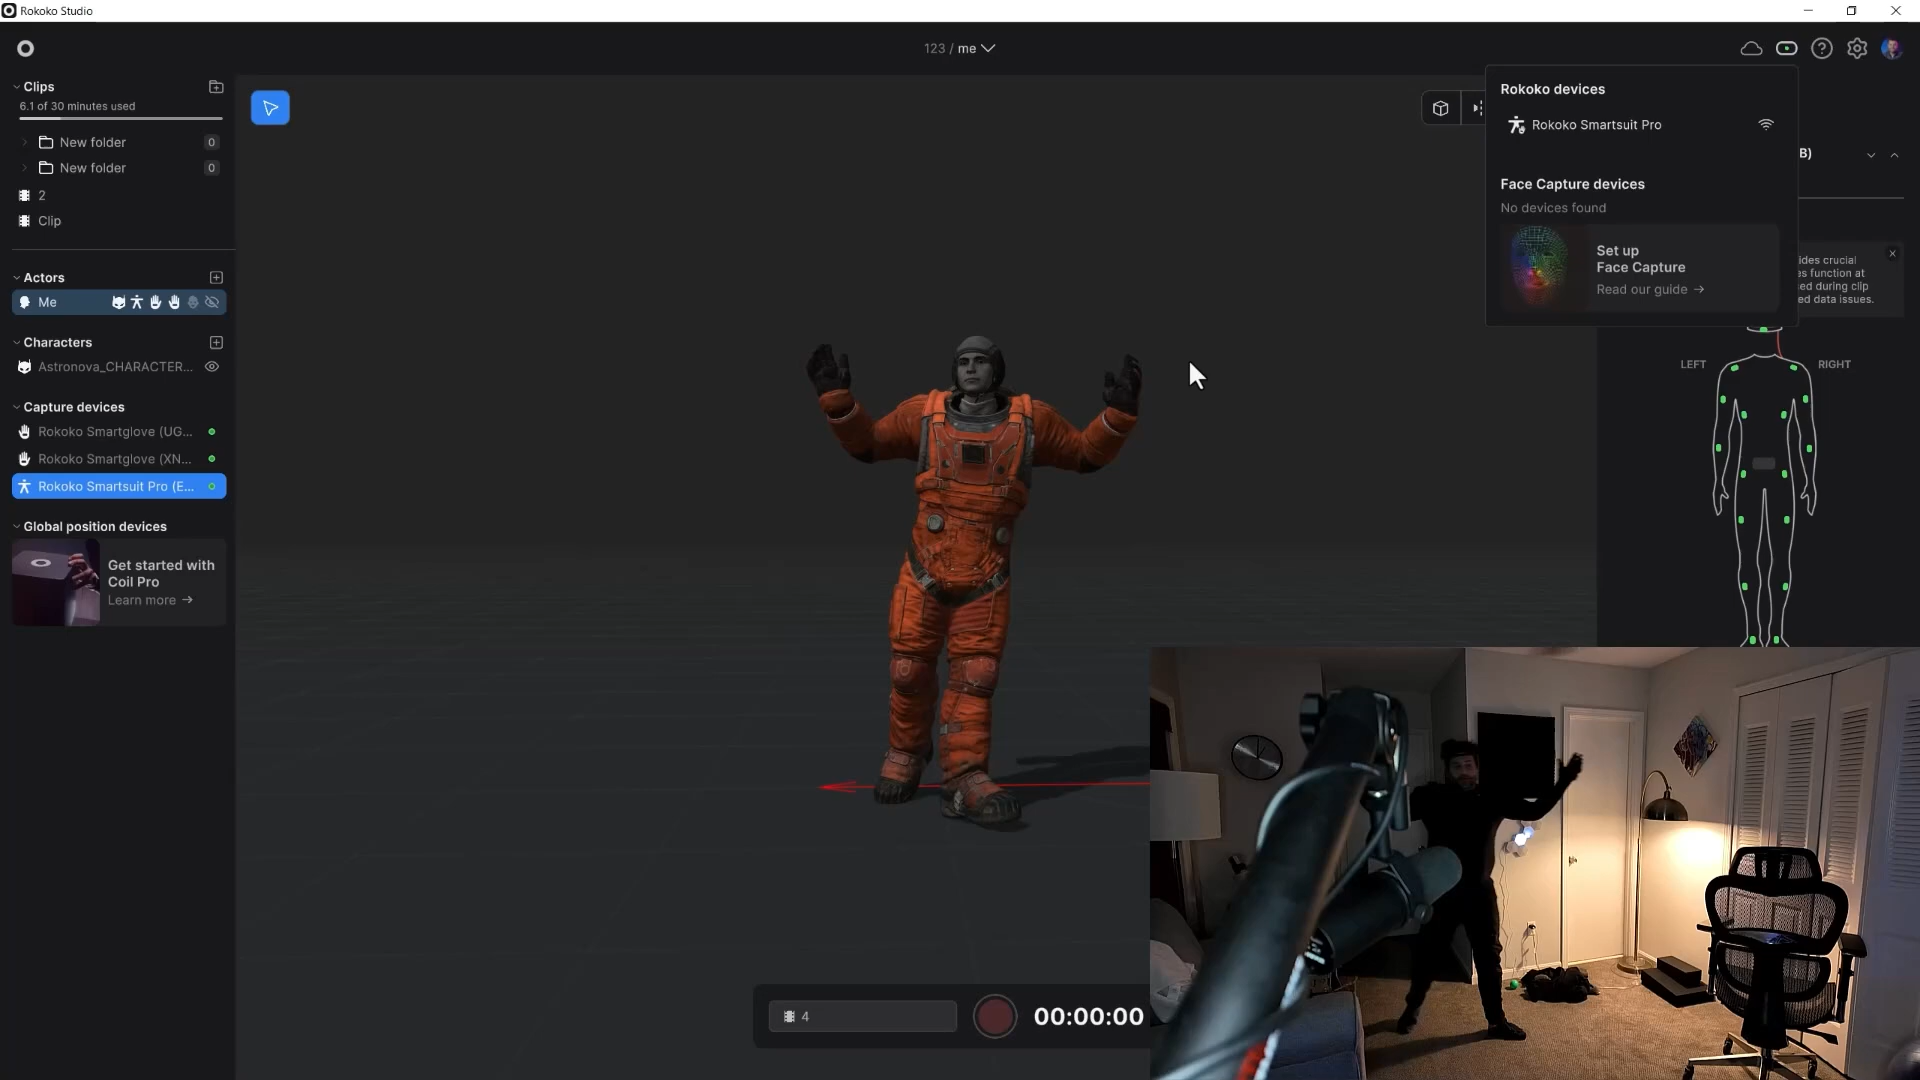 Rokoko Studio
123 / me
Clips
6.1 of 30 minutes used
New folder
0
New folder
0
2
Clip
Actors
Me
Characters
Astronova_CHARACTER...
Capture devices
Rokoko Smartglove (UG...
Rokoko Smartglove (XN...
Rokoko Smartsuit Pro (E...
Global position devices
Get started with
Coil Pro
Learn more →
Rokoko devices
Rokoko Smartsuit Pro
Face Capture devices
No devices found
Set up
Face Capture
Read our guide →
B)
ides crucial
es function at
ed during clip
ed data issues.
LEFT
RIGHT
4
00:00:00